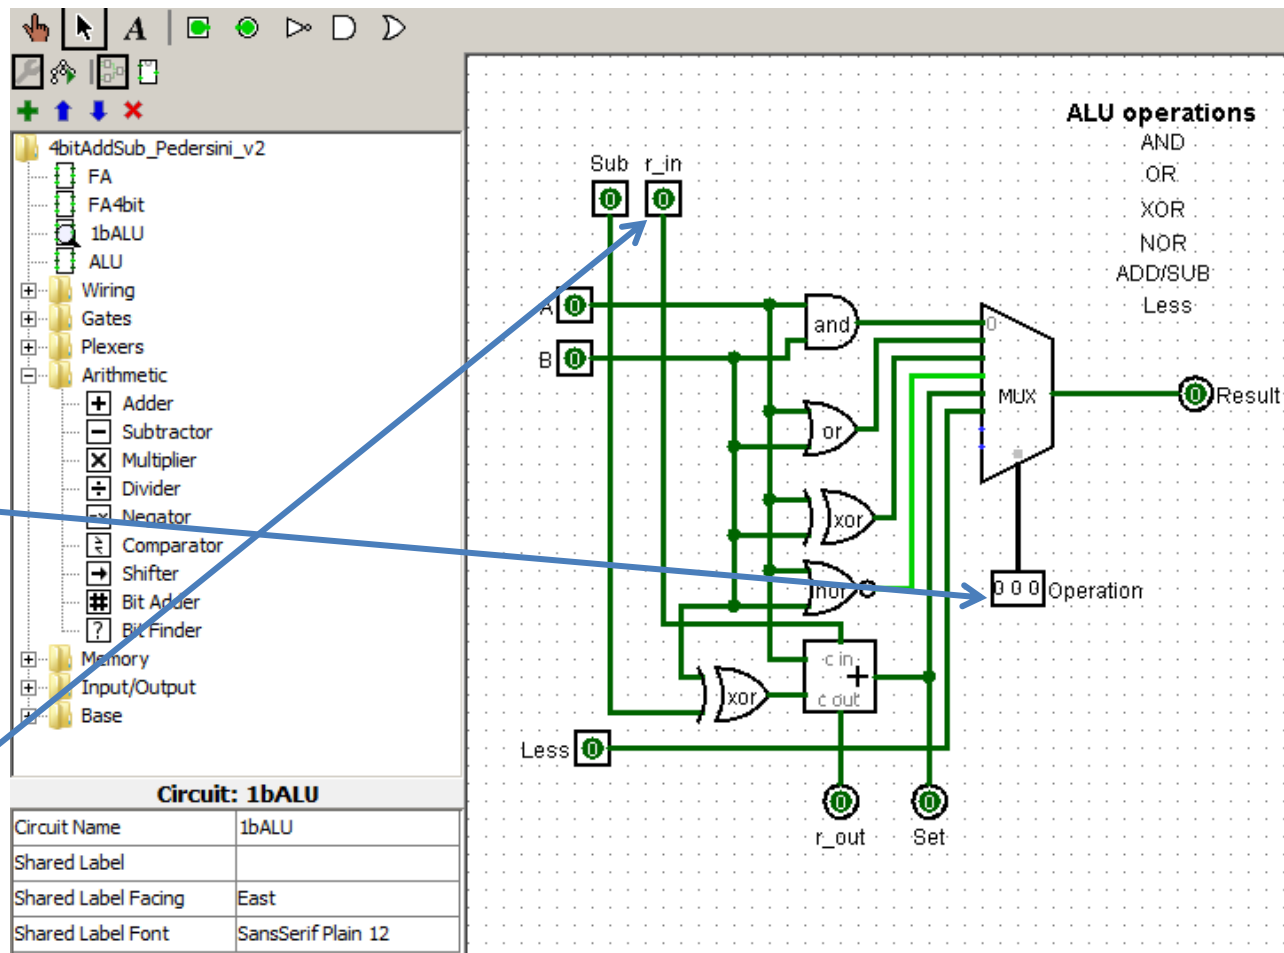 A
4bitAddSub_Pedersini_v2
FA
FA4bit
1bALU
ALU
Wiring
Gates
Plexers
Arithmetic
Adder
Subtractor
Multiplier
Divider
Negator
Comparator
Shifter
Bit Adder
? Bit Finder
Memory
Input/Output
Base
Circuit: 1bALU
Circuit Name 1bALU
Shared Label
Shared Label Facing East
Shared Label Font SansSerif Plain 12
ALU operations
AND
OR
XOR
NOR
ADD/SUB
Less
Sub r_in
0 0
A 0
B 0
and
or
xor
nor
xor
c in
+
c out
0
MUX
0 Result
0 0 0 Operation
Less 0
0 0
r_out Set